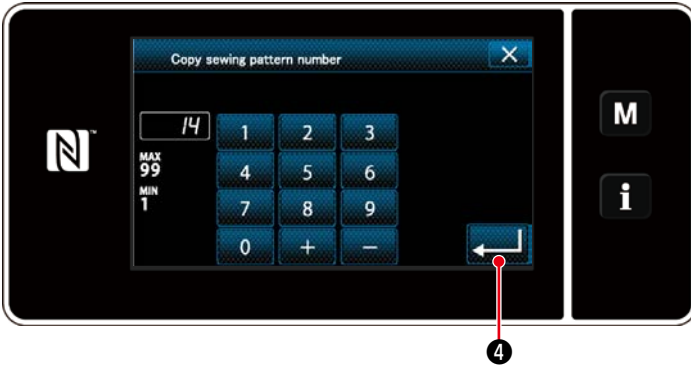 Copy sewing pattern number X
14
MAX
99
MIN
1
1 2 3
4 5 6
7 8 9
0 + −
M
i
N™
4